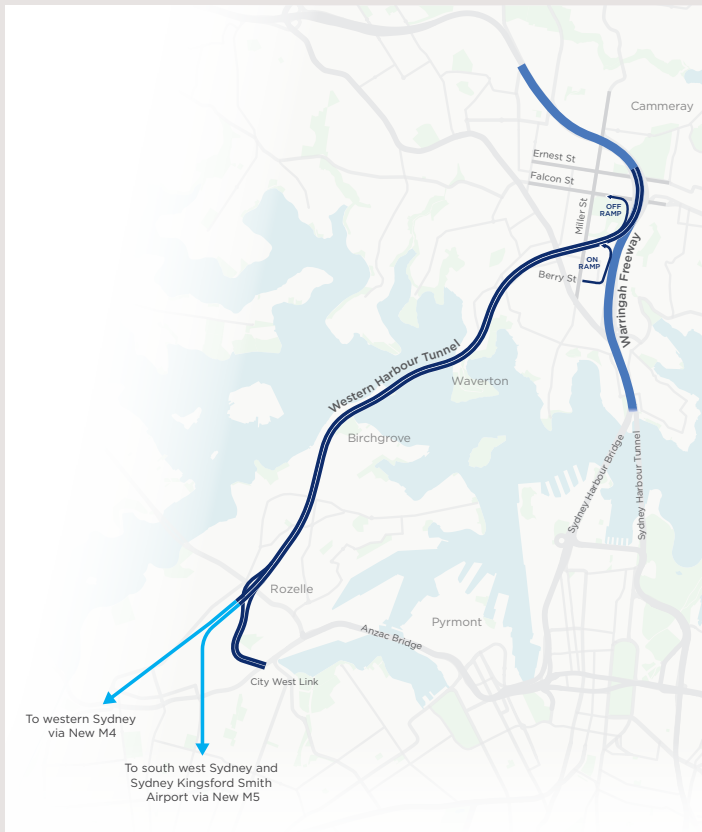 Cammeray
Ernest St
Falcon St
Miller St
OFF
RAMP
ON
RAMP
Berry St
Warringah Freeway
Western Harbour Tunnel
Waverton
Birchgrove
Sydney Harbour Bridge
Sydney Harbour Tunnel
Rozelle
Pyrmont
Anzac Bridge
City West Link
To western Sydney
via New M4
To south west Sydney and
Sydney Kingsford Smith
Airport via New M5